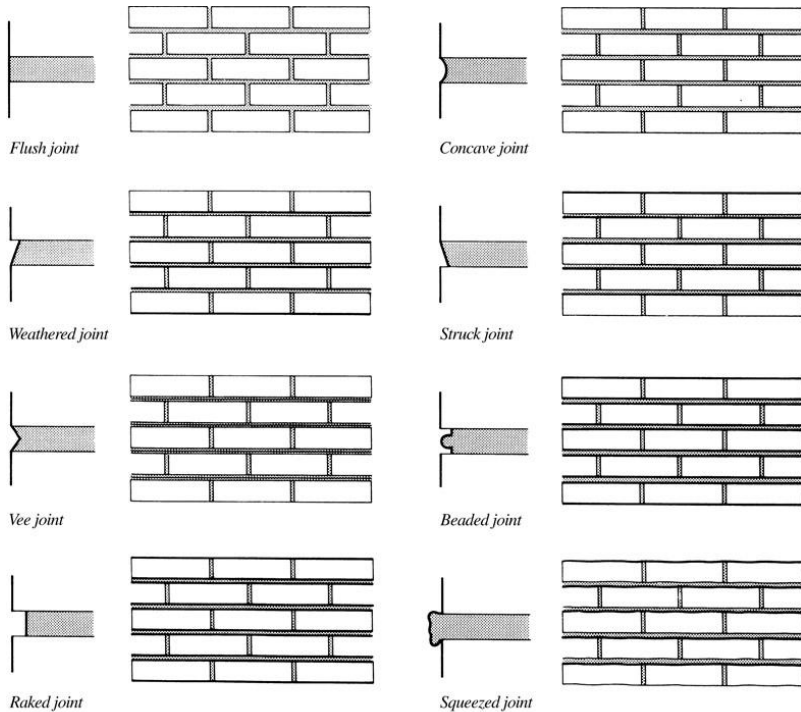 Flush joint
Concave joint
Weathered joint
Struck joint
Vee joint
Beaded joint
Raked joint
Squeezed joint